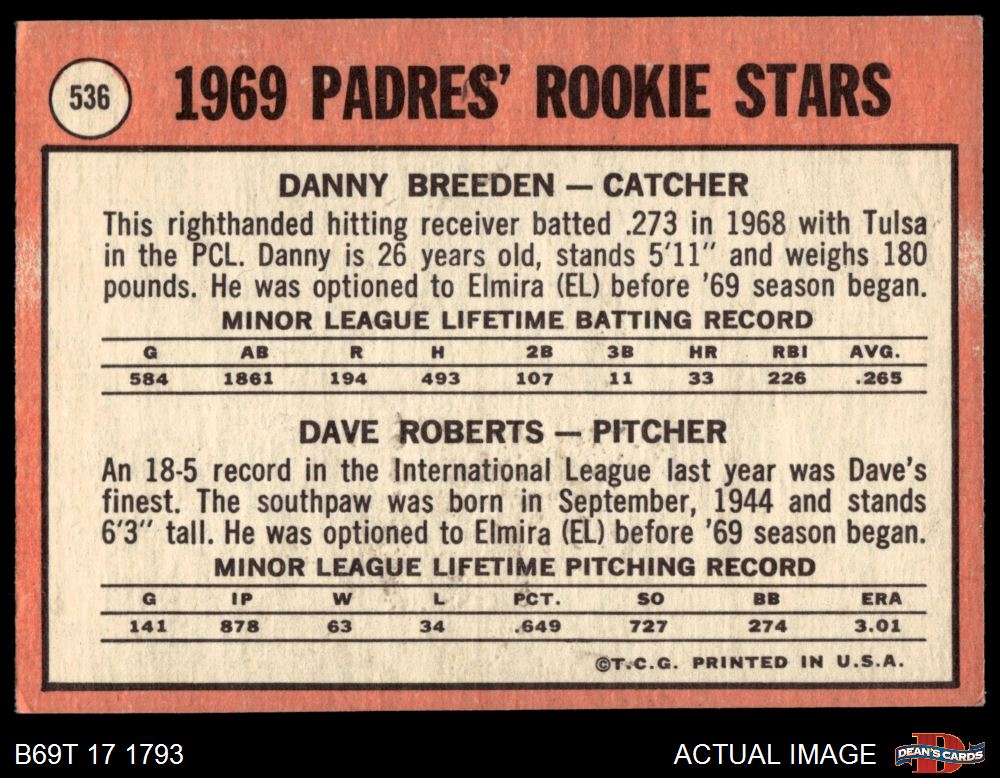 536
1969 PADRES' ROOKIE STARS
DANNY BREEDEN — CATCHER
This righthanded hitting receiver batted .273 in 1968 with Tulsa
in the PCL. Danny is 26 years old, stands 5'11" and weighs 180
pounds. He was optioned to Elmira (EL) before '69 season began.
MINOR LEAGUE LIFETIME BATTING RECORD
G AB R H 2B 3B HR RBI AVG.
584 1861 194 493 107 11 33 226 .265
DAVE ROBERTS — PITCHER
An 18-5 record in the International League last year was Dave's
finest. The southpaw was born in September, 1944 and stands
6'3" tall. He was optioned to Elmira (EL) before '69 season began.
MINOR LEAGUE LIFETIME PITCHING RECORD
G IP W L PCT. SO BB ERA
141 878 63 34 .649 727 274 3.01
©T.C.G. PRINTED IN U.S.A.
B69T 17 1793
ACTUAL IMAGE
DEAN'S CARDS